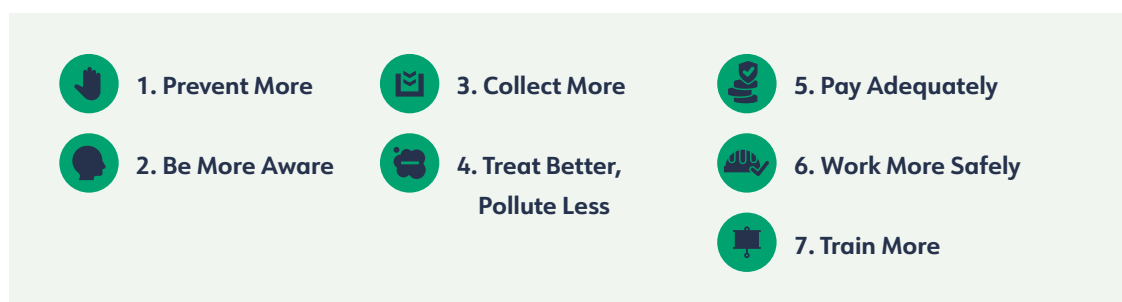 1. Prevent More
2. Be More Aware
3. Collect More
4. Treat Better,
Pollute Less
5. Pay Adequately
6. Work More Safely
7. Train More